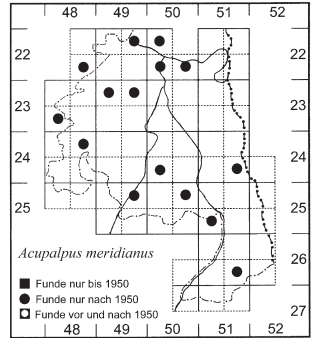 48 49 50 51 52
22 22
23 23
24 24
25 25
26 26
27
48 49 50 51 52
Acupalpus meridianus
Funde nur bis 1950
Funde nur nach 1950
Funde vor und nach 1950